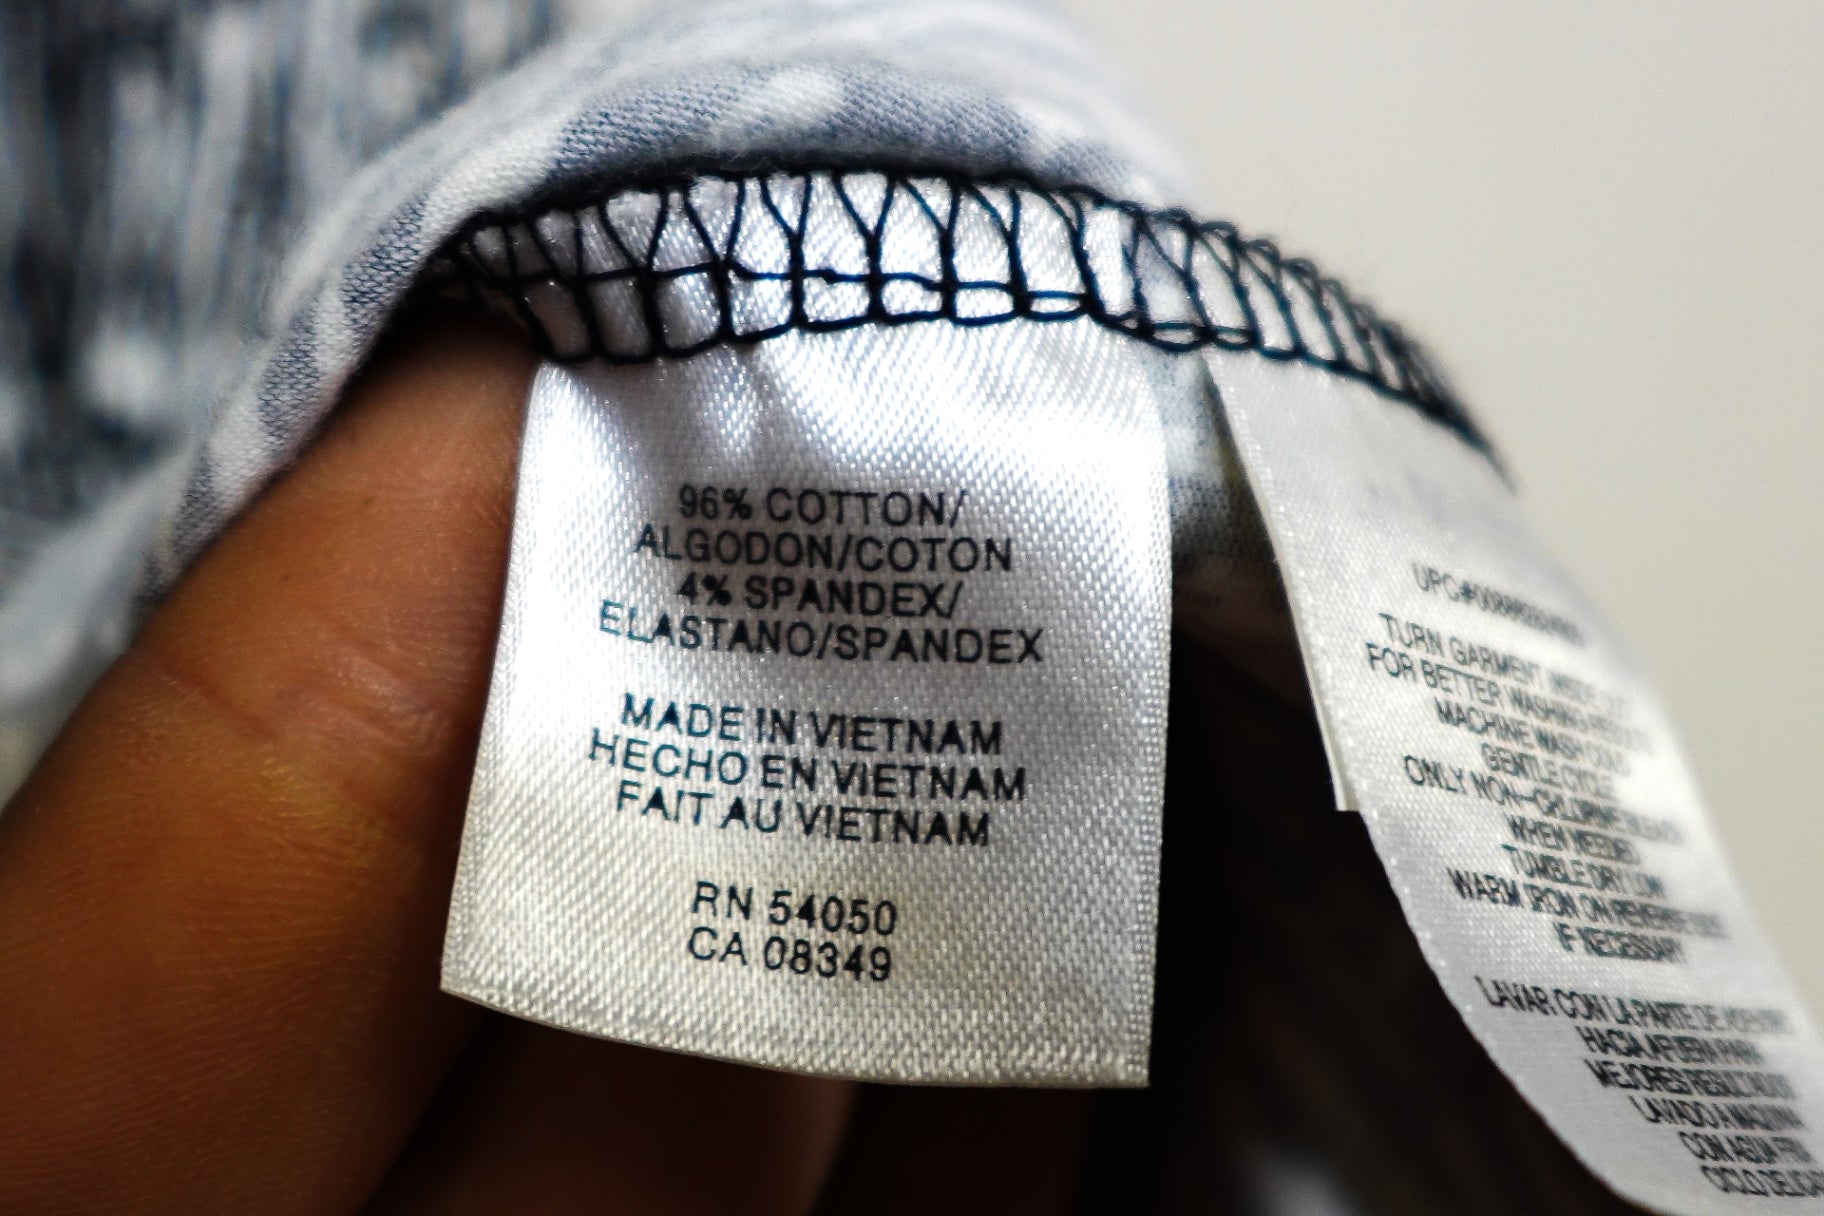 96% COTTON/
ALGODON/COTON
4% SPANDEX/
ELASTANO/SPANDEX
MADE IN VIETNAM
HECHO EN VIETNAM
FAIT AU VIETNAM
RN 54050
CA 08349
TURN GARMENT
FOR BETTER WASHING
MACHINE WASH COLD
GENTLE CYCLE
ONLY NON-CHLORINE BLEACH
WHEN NEEDED
TUMBLE DRY LOW
WARM IRON ON REVERSE SIDE
IF NECESSARY
LAVAR CON LA PARTE DE
HACIA AFUERA PARA
MEJORES RESULTADOS
LAVADO A MAQUINA
CON AGUA FRIA